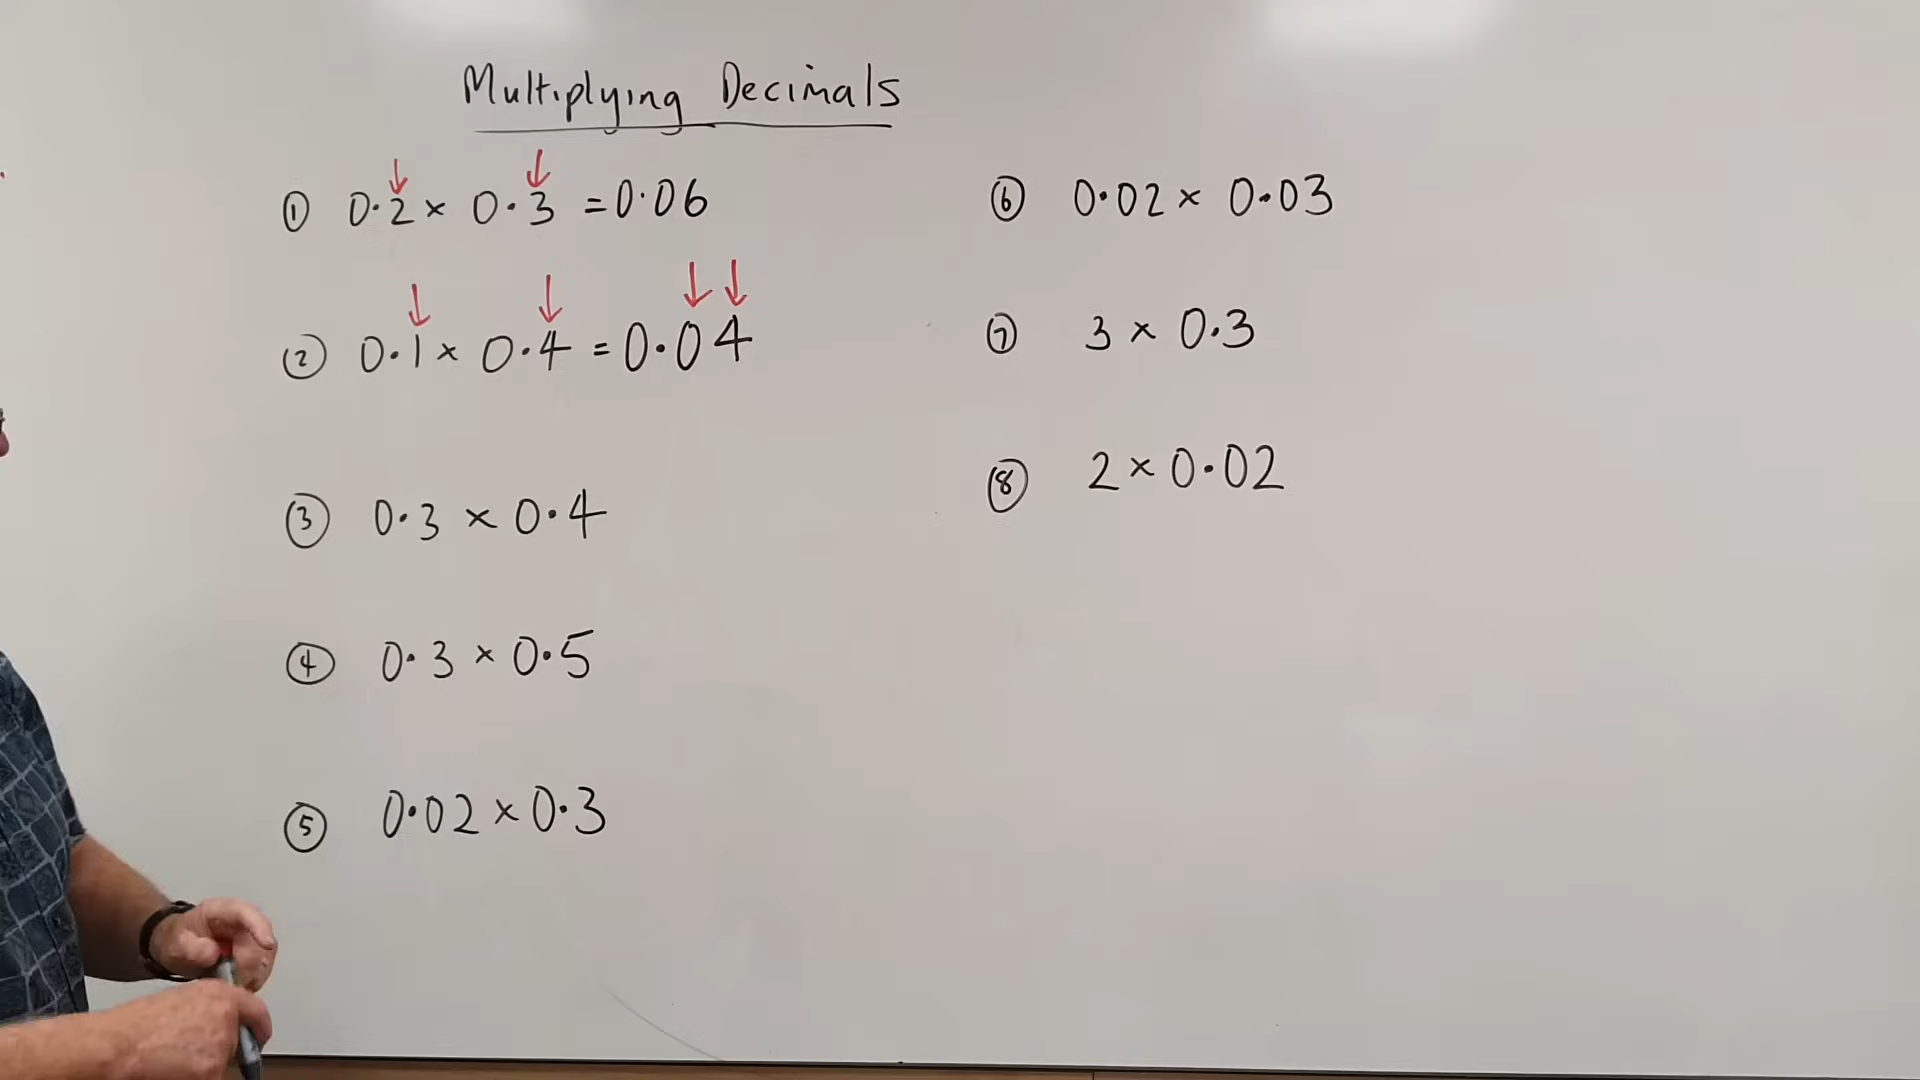 Multiplying Decimals
① 0.2 × 0.3 = 0.06
② 0.1 × 0.4 = 0.04
③ 0.3 × 0.4
④ 0.3 × 0.5
⑤ 0.02 × 0.3
⑥ 0.02 × 0.03
⑦ 3 × 0.3
⑧ 2 × 0.02